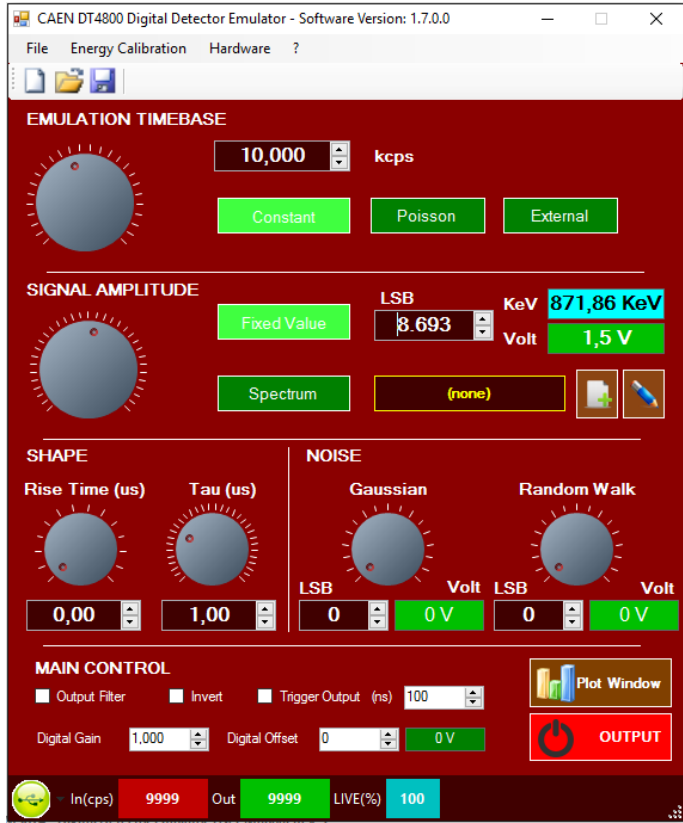 CAEN DT4800 Digital Detector Emulator - Software Version: 1.7.0.0
File Energy Calibration Hardware ?
EMULATION TIMEBASE
10,000 kcps
Constant Poisson External
SIGNAL AMPLITUDE
LSB
Fixed Value 8.693 KeV 871,86 KeV
Volt 1,5 V
Spectrum (none)
SHAPE NOISE
Rise Time (us) Tau (us) Gaussian Random Walk
LSB Volt LSB Volt
0,00 1,00 0 0 V 0 0 V
MAIN CONTROL
Output Filter Invert Trigger Output (ns) 100 Plot Window
Digital Gain 1,000 Digital Offset 0 0 V OUTPUT
In(cps) 9999 Out 9999 LIVE(%) 100